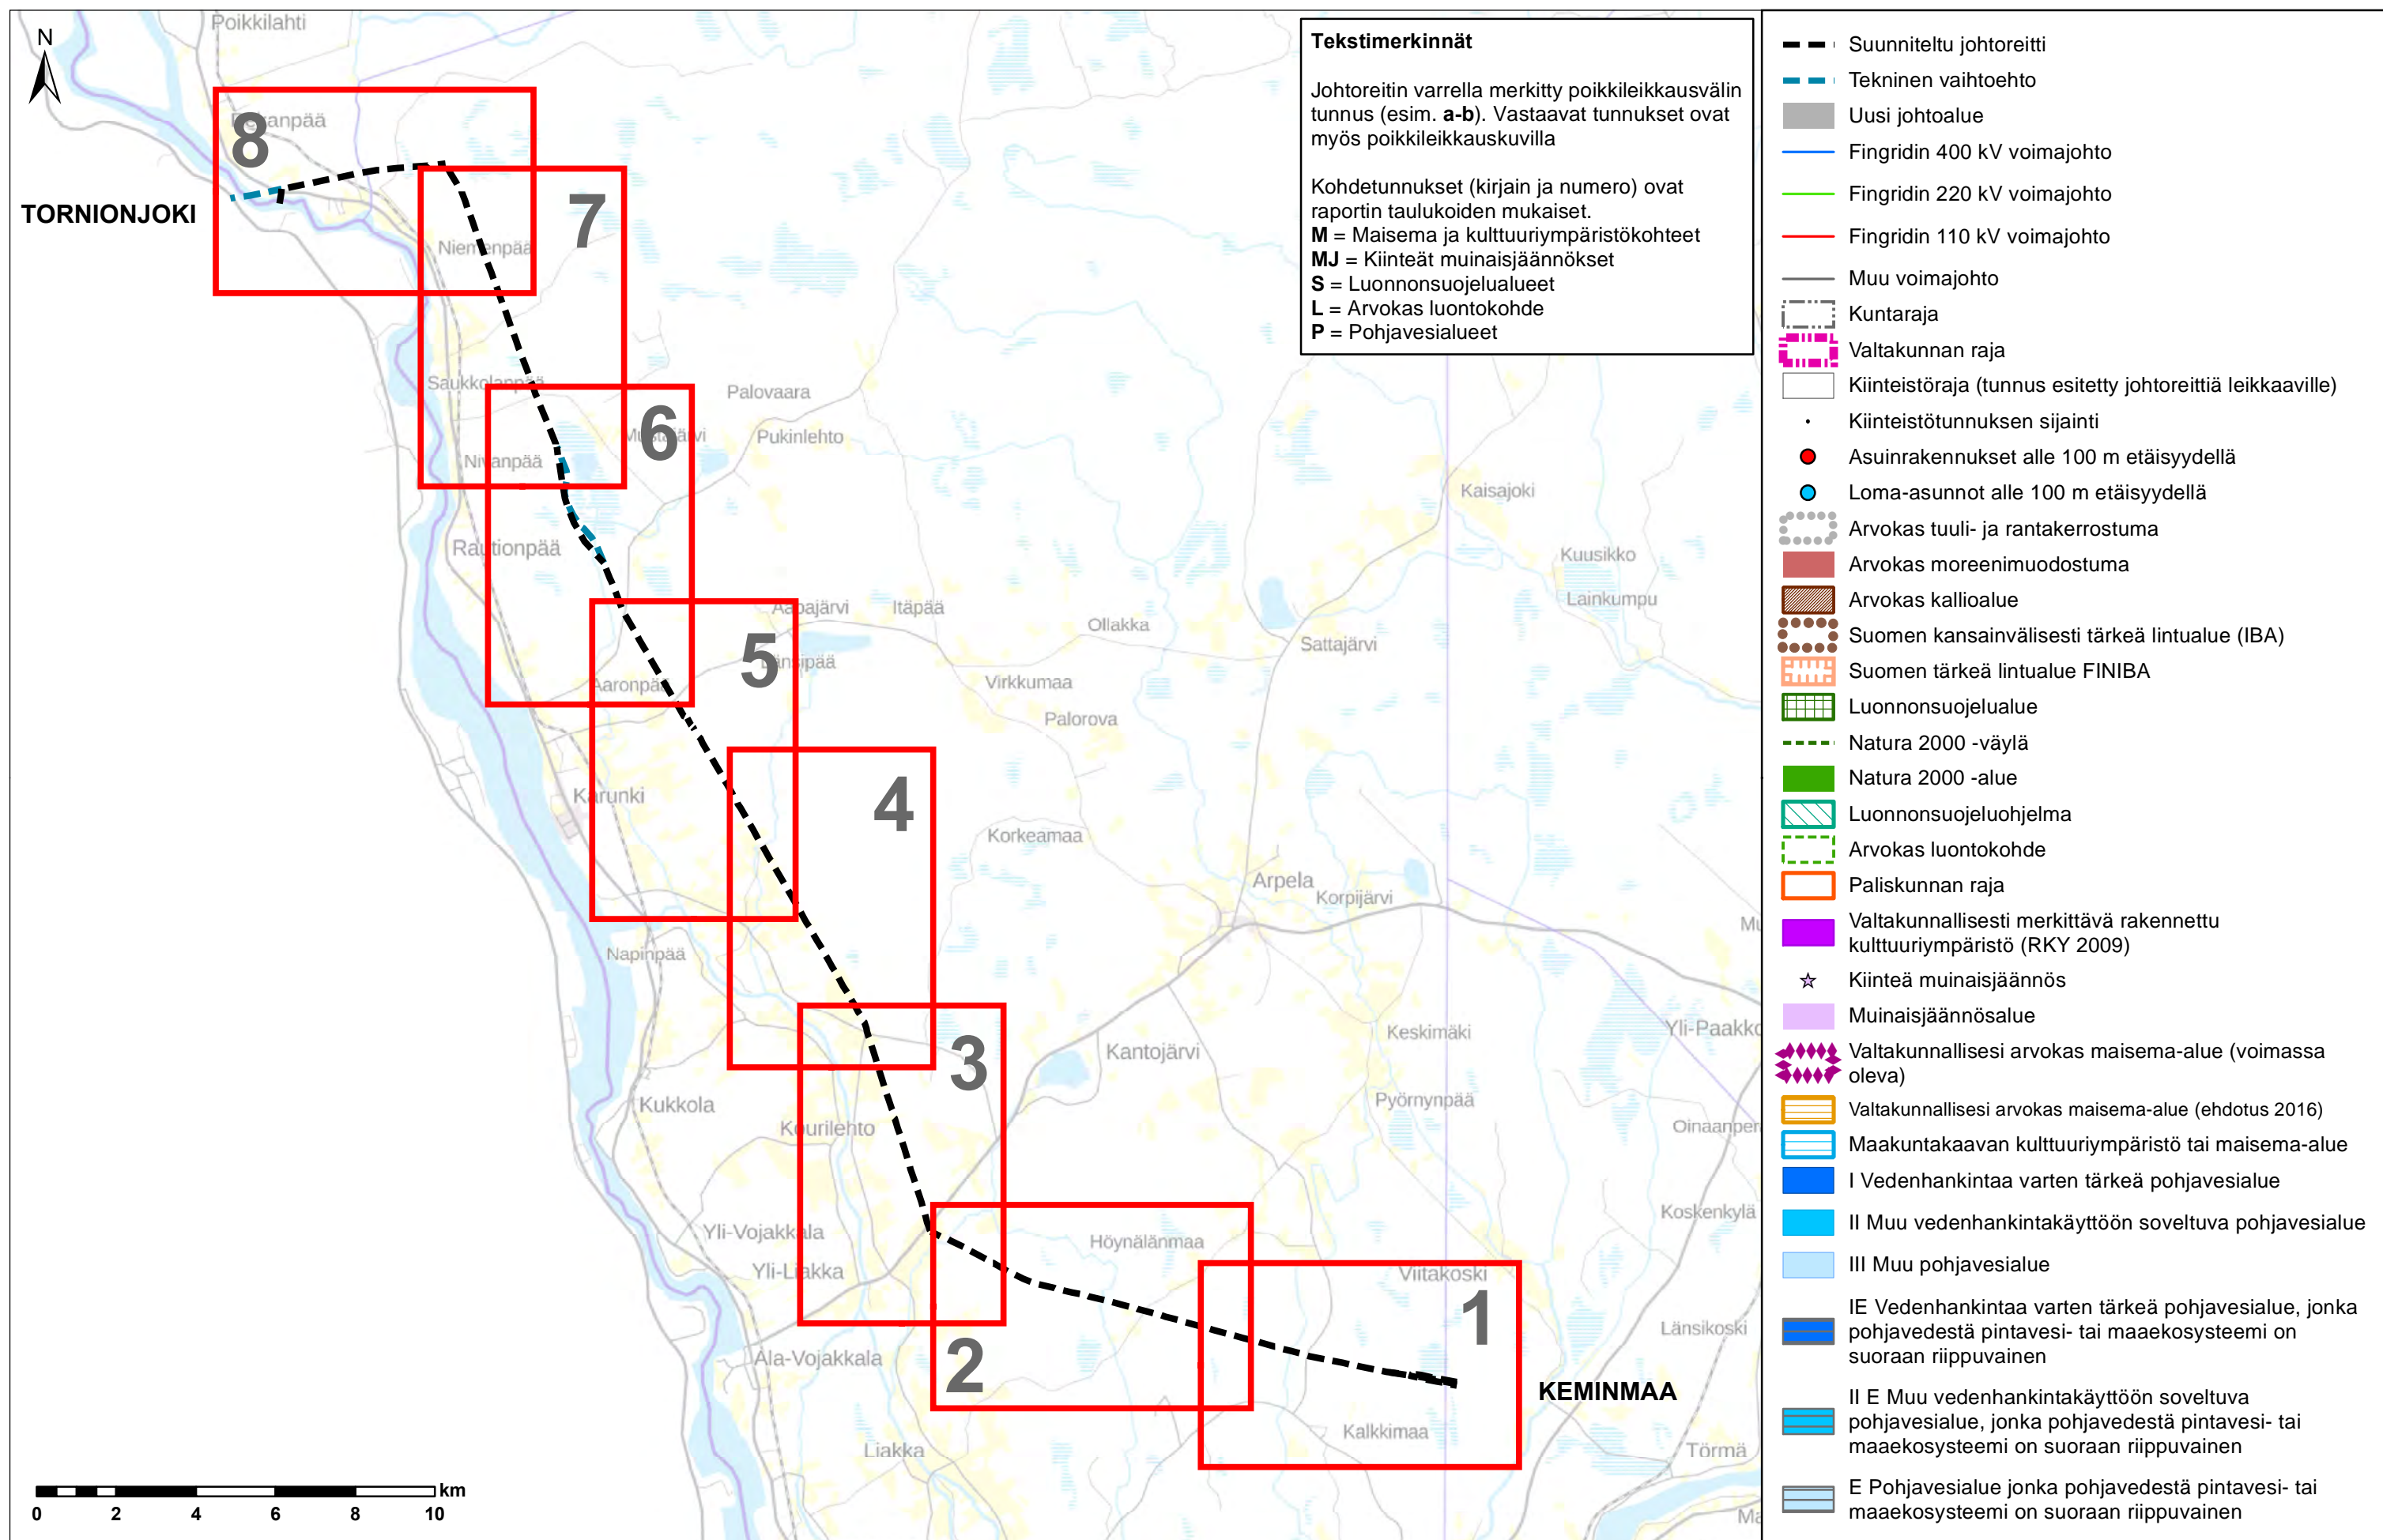 N
Poikkilahti
8
TORNIONJOKI
Niemenpää
7
Saukkolanpää
Palovaara
Mustajärvi
6
Pukinlehto
Nivanpää
Kaisajoki
Rautionpää
Kuusikko
Aapajärvi
Itäpää
Lainkumpu
Ollakka
Sattajärvi
5
Länsipää
Aaronpää
Virkkumaa
Palorova
Karunki
4
Korkeamaa
Arpela
Korpijärvi
Napinpää
Keskimäki
Kantojärvi
3
Kukkola
Pyörnynpää
Kourilehto
Koskenkylä
Yli-Vojakkala
Höynälänmaa
Yli-Liakka
Viitakoski
1
Länsikoski
Ala-Vojakkala
2
KEMINMAA
Kalkkimaa
Liakka
Törmä
km
0 2 4 6 8 10
Tekstimerkinnät
Johtoreitin varrella merkitty poikkileikkausvälin
tunnus (esim. a-b). Vastaavat tunnukset ovat
myös poikkileikkauskuvilla
Kohdetunnukset (kirjain ja numero) ovat
raportin taulukoiden mukaiset.
M = Maisema ja kulttuuriympäristökohteet
MJ = Kiinteät muinaisjäännökset
S = Luonnonsuojelualueet
L = Arvokas luontokohde
P = Pohjavesialueet
Suunniteltu johtoreitti
Tekninen vaihtoehto
Uusi johtoalue
Fingridin 400 kV voimajohto
Fingridin 220 kV voimajohto
Fingridin 110 kV voimajohto
Muu voimajohto
Kuntaraja
Valtakunnan raja
Kiinteistöraja (tunnus esitetty johtoreittiä leikkaaville)
Kiinteistötunnuksen sijainti
Asuinrakennukset alle 100 m etäisyydellä
Loma-asunnot alle 100 m etäisyydellä
Arvokas tuuli- ja rantakerrostuma
Arvokas moreenimuodostuma
Arvokas kallioalue
Suomen kansainvälisesti tärkeä lintualue (IBA)
Suomen tärkeä lintualue FINIBA
Luonnonsuojelualue
Natura 2000 -väylä
Natura 2000 -alue
Luonnonsuojeluohjelma
Arvokas luontokohde
Paliskunnan raja
Valtakunnallisesti merkittävä rakennettu
kulttuuriympäristö (RKY 2009)
Kiinteä muinaisjäännös
Muinaisjäännösalue
Valtakunnallisesi arvokas maisema-alue (voimassa
oleva)
Valtakunnallisesi arvokas maisema-alue (ehdotus 2016)
Maakuntakaavan kulttuuriympäristö tai maisema-alue
I Vedenhankintaa varten tärkeä pohjavesialue
II Muu vedenhankintakäyttöön soveltuva pohjavesialue
III Muu pohjavesialue
IE Vedenhankintaa varten tärkeä pohjavesialue, jonka
pohjavedestä pintavesi- tai maaekosysteemi on
suoraan riippuvainen
II E Muu vedenhankintakäyttöön soveltuva
pohjavesialue, jonka pohjavedestä pintavesi- tai
maaekosysteemi on suoraan riippuvainen
E Pohjavesialue jonka pohjavedestä pintavesi- tai
maaekosysteemi on suoraan riippuvainen